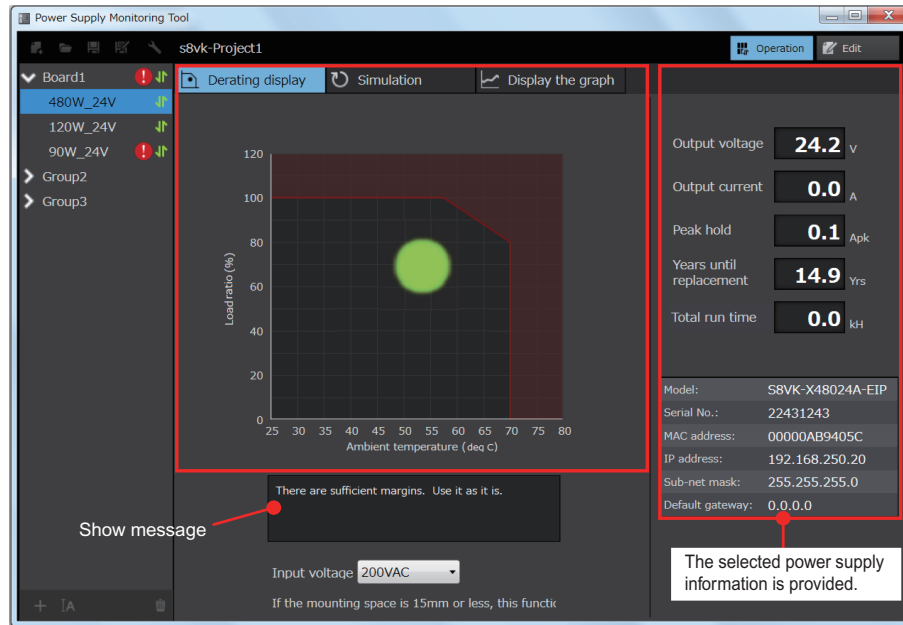 Power Supply Monitoring Tool
s8vk-Project1
Operation
Edit
Board1
480W_24V
120W_24V
90W_24V
Group2
Group3
Derating display
Simulation
Display the graph
120
100
80
60
40
20
0
Load ratio (%)
25 30 35 40 45 50 55 60 65 70 75 80
Ambient temperature (deg C)
There are sufficient margins. Use it as it is.
Show message
Input voltage 200VAC
If the mounting space is 15mm or less, this functic
Output voltage 24.2 V
Output current 0.0 A
Peak hold 0.1 Apk
Years until
replacement 14.9 Yrs
Total run time 0.0 kH
Model: S8VK-X48024A-EIP
Serial No.: 22431243
MAC address: 00000AB9405C
IP address: 192.168.250.20
Sub-net mask: 255.255.255.0
Default gateway: 0.0.0.0
The selected power supply
information is provided.